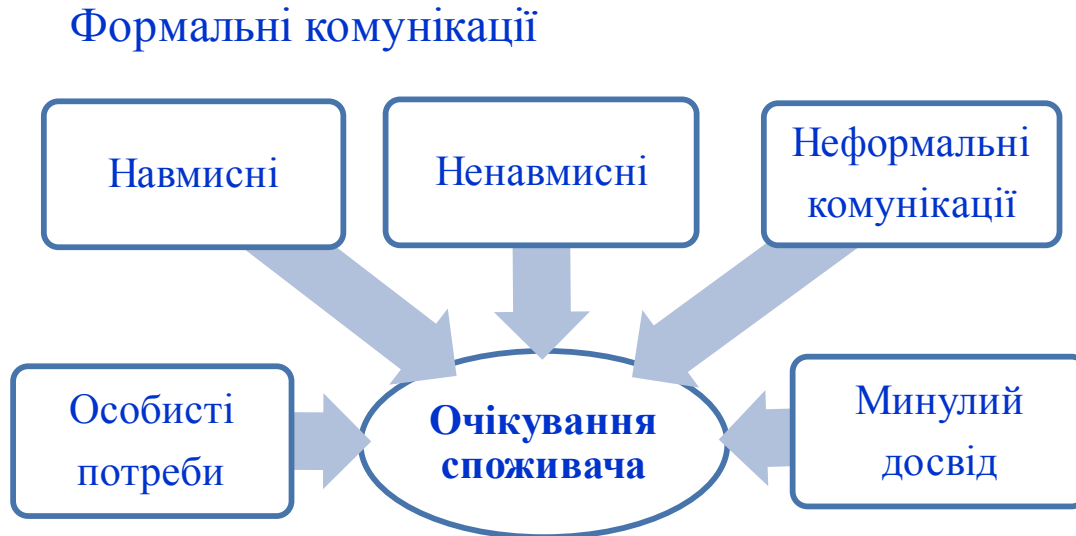 Формальні комунікації
Навмисні
Ненавмисні
Неформальні
комунікації
Особисті
потреби
Очікування
споживача
Минулий
досвід